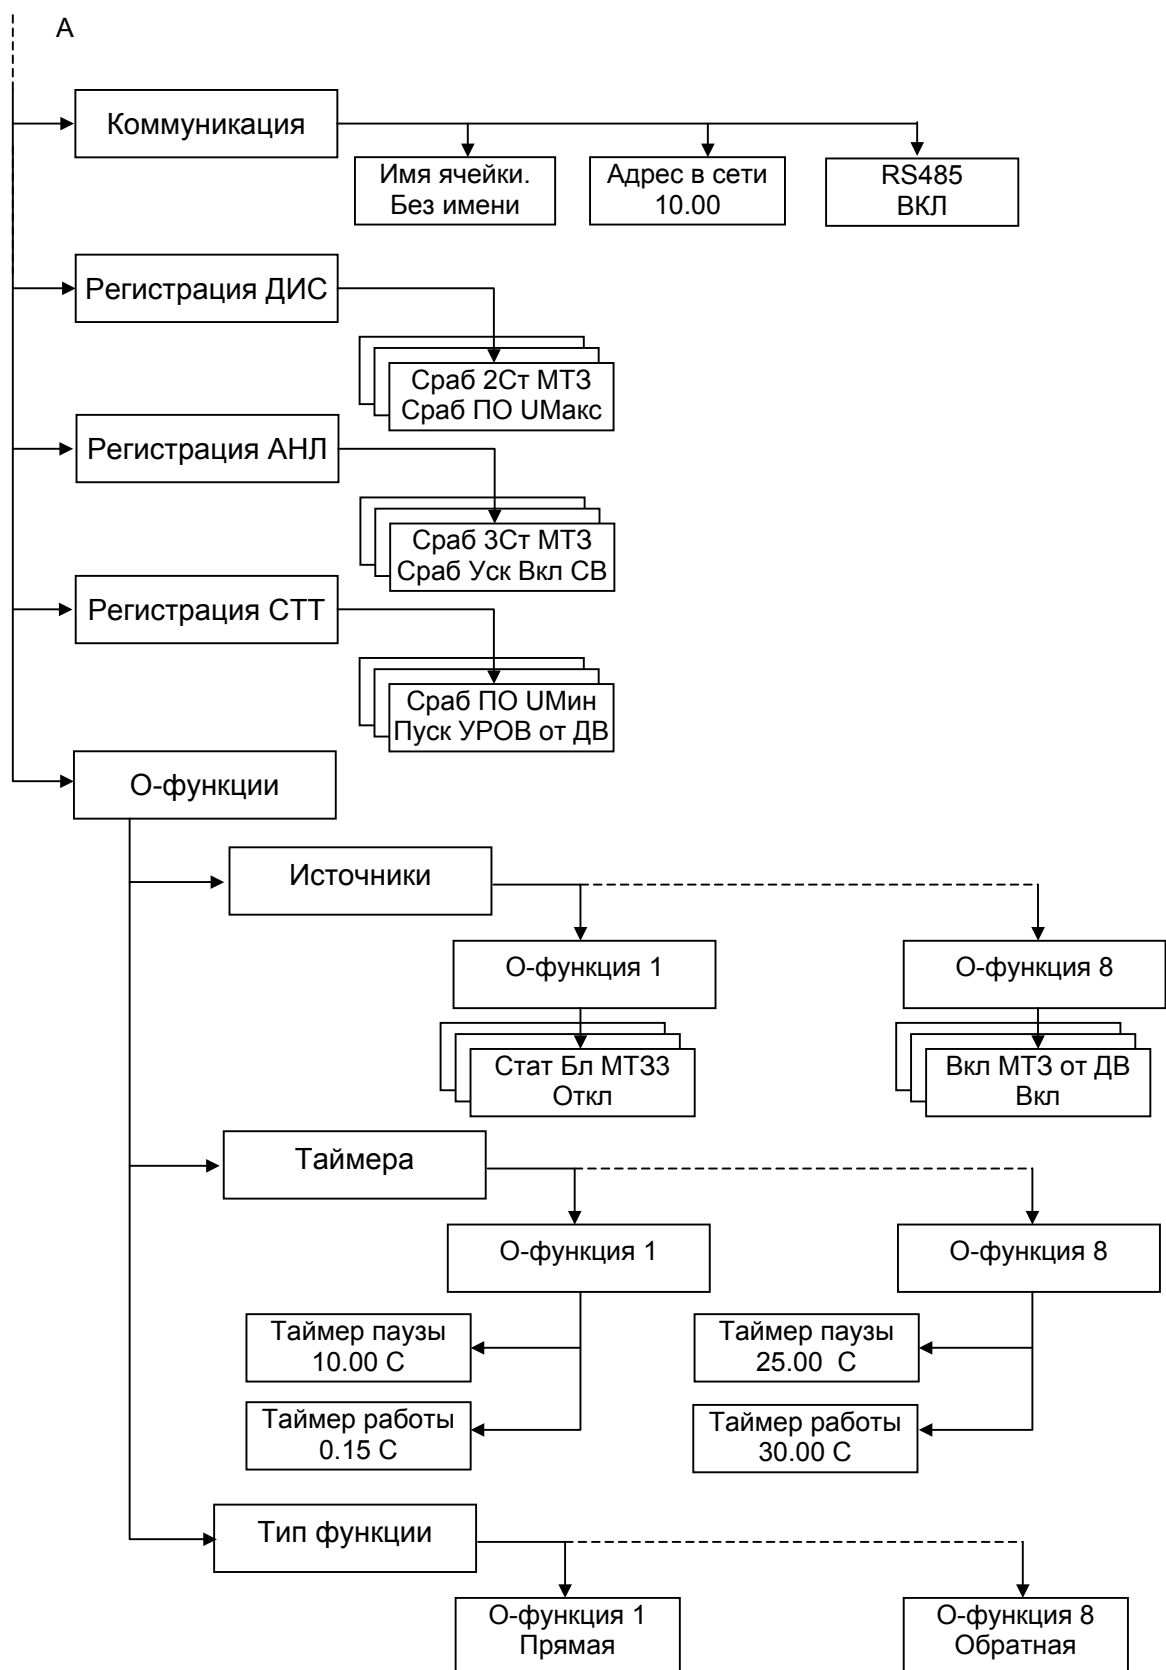 А
Коммуникация
Имя ячейки.
Без имени
Адрес в сети
10.00
RS485
ВКЛ
Регистрация ДИС
Сраб 2Ст МТЗ
Сраб ПО UМакс
Регистрация АНЛ
Сраб 3Ст МТЗ
Сраб Уск Вкл СВ
Регистрация СТТ
Сраб ПО UМин
Пуск УРОВ от ДВ
О-функции
Источники
О-функция 1
О-функция 8
Стат Бл МТЗ3
Откл
Вкл МТЗ от ДВ
Вкл
Таймера
О-функция 1
О-функция 8
Таймер паузы
10.00 С
Таймер паузы
25.00  С
Таймер работы
0.15 С
Таймер работы
30.00 С
Тип функции
О-функция 1
Прямая
О-функция 8
Обратная